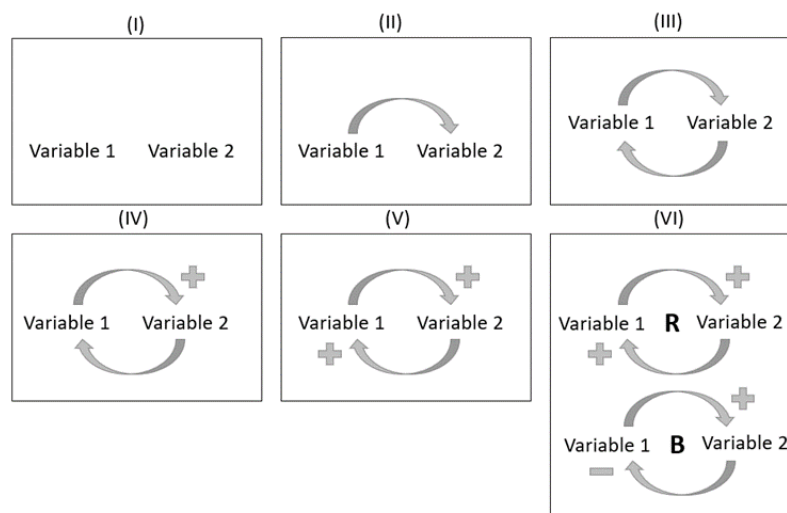 (I)
Variable 1 Variable 2
(II)
Variable 1 Variable 2
(III)
Variable 1 Variable 2
(IV)
+
Variable 1 Variable 2
(V)
+
Variable 1 Variable 2
+
(VI)
+
Variable 1 R Variable 2
+
+
Variable 1 B Variable 2
−